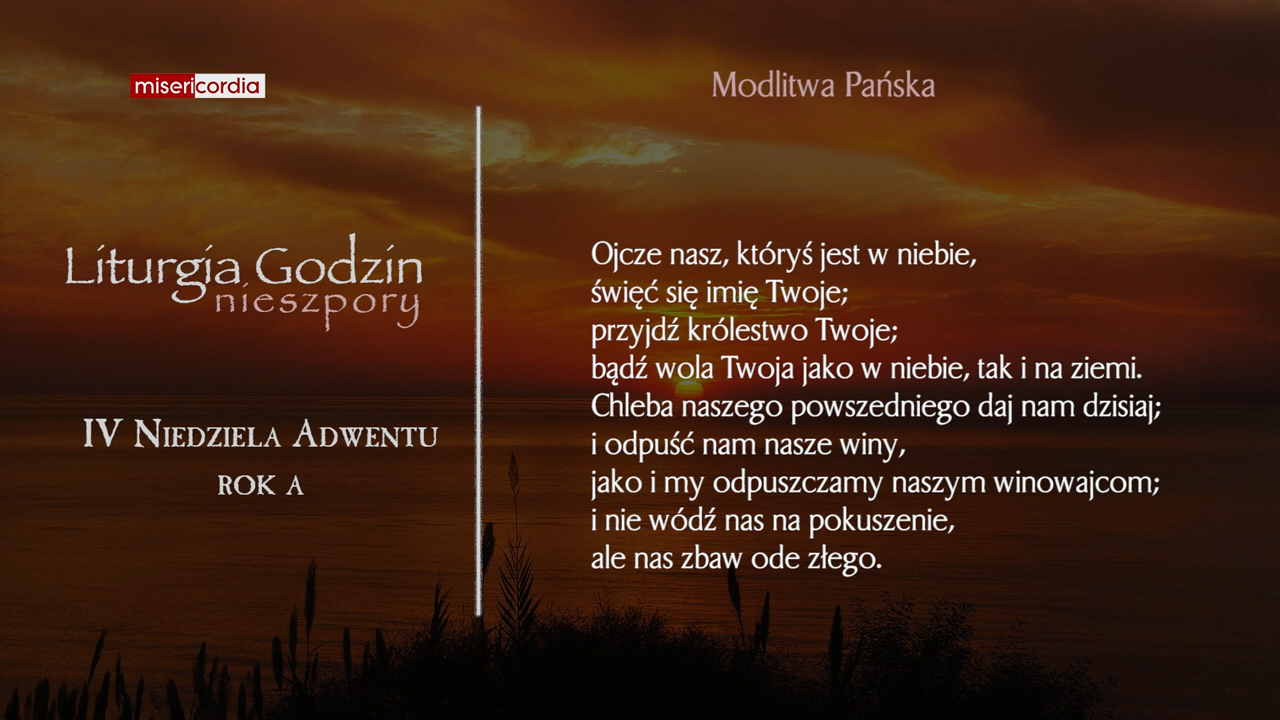 misericordia
Liturgia Godzin
nieszpory
IV Niedziela Adwentu
rok a
Modlitwa Pańska
Ojcze nasz, któryś jest w niebie,
święć się imię Twoje;
przyjdź królestwo Twoje;
bądź wola Twoja jako w niebie, tak i na ziemi.
Chleba naszego powszedniego daj nam dzisiaj;
i odpuść nam nasze winy,
jako i my odpuszczamy naszym winowajcom;
i nie wódź nas na pokuszenie,
ale nas zbaw ode złego.